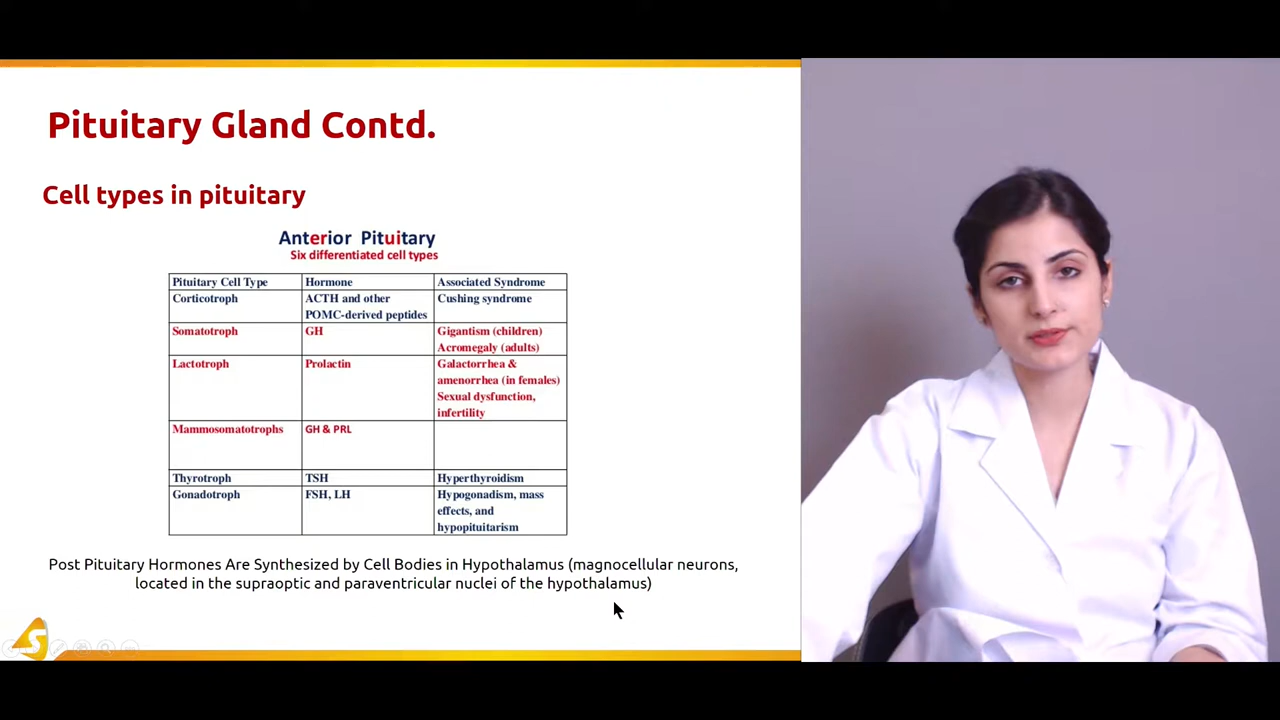 Pituitary Gland Contd.
Cell types in pituitary
Anterior Pituitary
Six differentiated cell types
Pituitary Cell Type Hormone Associated Syndrome
Corticotroph ACTH and other Cushing syndrome
POMC-derived peptides
Somatotroph GH Gigantism (children)
Acromegaly (adults)
Lactotroph Prolactin Galactorrhea &
amenorrhea (in females)
Sexual dysfunction,
infertility
Mammosomatotrophs GH & PRL
Thyrotroph TSH Hyperthyroidism
Gonadotroph FSH, LH Hypogonadism, mass
effects, and
hypopituitarism
Post Pituitary Hormones Are Synthesized by Cell Bodies in Hypothalamus (magnocellular neurons,
located in the supraoptic and paraventricular nuclei of the hypothalamus)
S